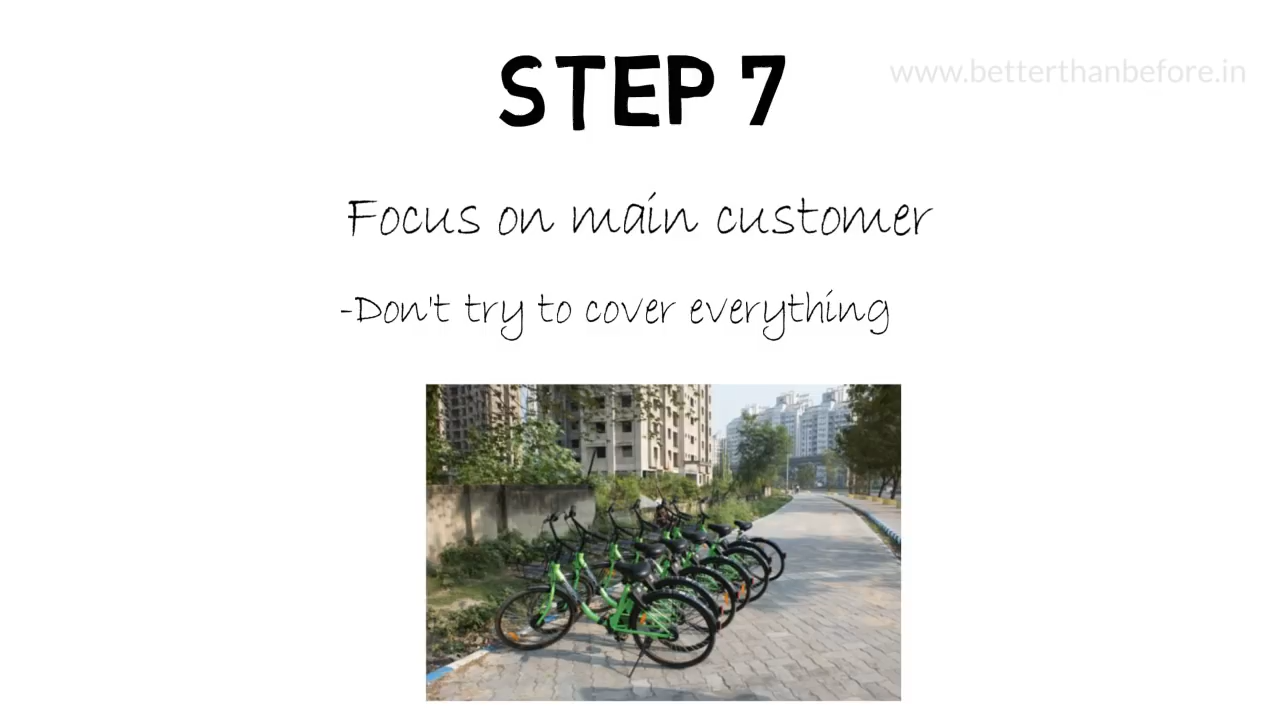 STEP 7
www.betterthanbefore.in
Focus on main customer
-Don't try to cover everything